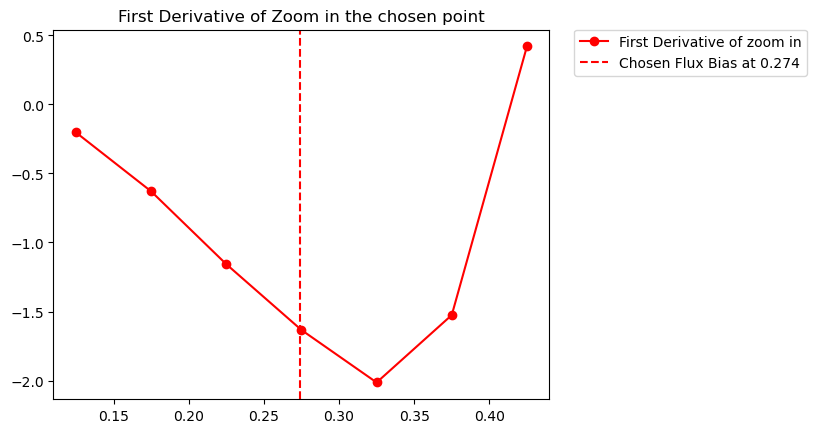 First Derivative of Zoom in the chosen point
First Derivative of zoom in
Chosen Flux Bias at 0.274
0.5
0.0
−0.5
−1.0
−1.5
−2.0
0.15 0.20 0.25 0.30 0.35 0.40